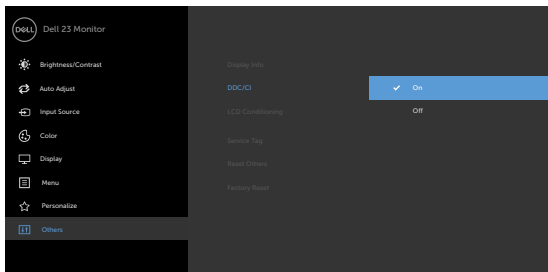 DELL
Dell 23 Monitor
Brightness/Contrast
Auto Adjust
Input Source
Color
Display
Menu
Personalize
Others
Display Info
DDC/CI
LCD Conditioning
Service Tag
Reset Others
Factory Reset
On
Off